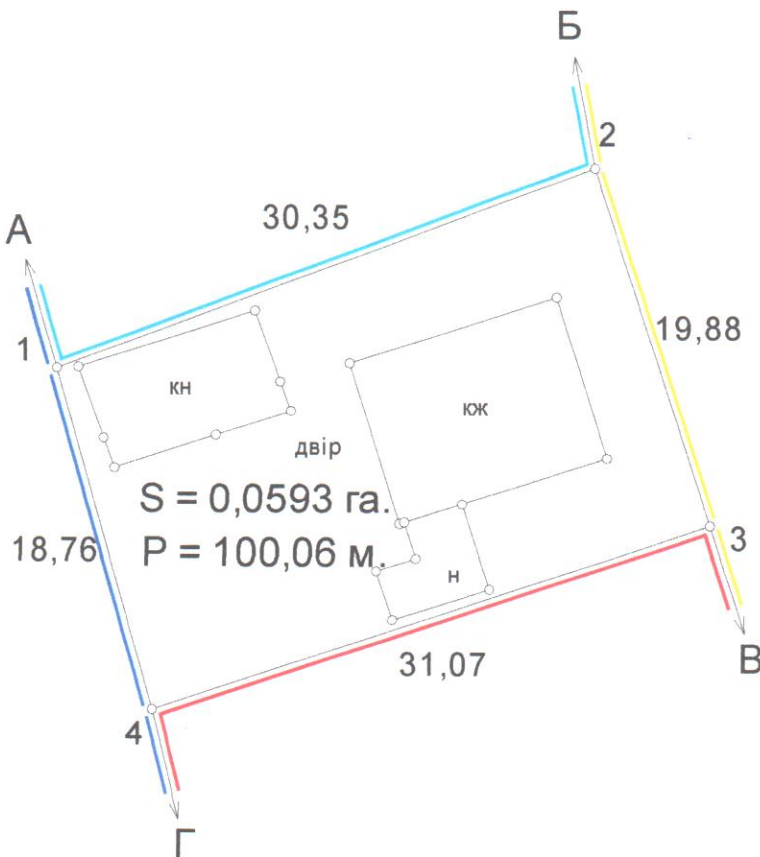 Б
2
30,35
А
1
19,88
кн
кж
двір
S = 0,0593 га.
P = 100,06 м.
18,76
3
н
В
31,07
4
Г